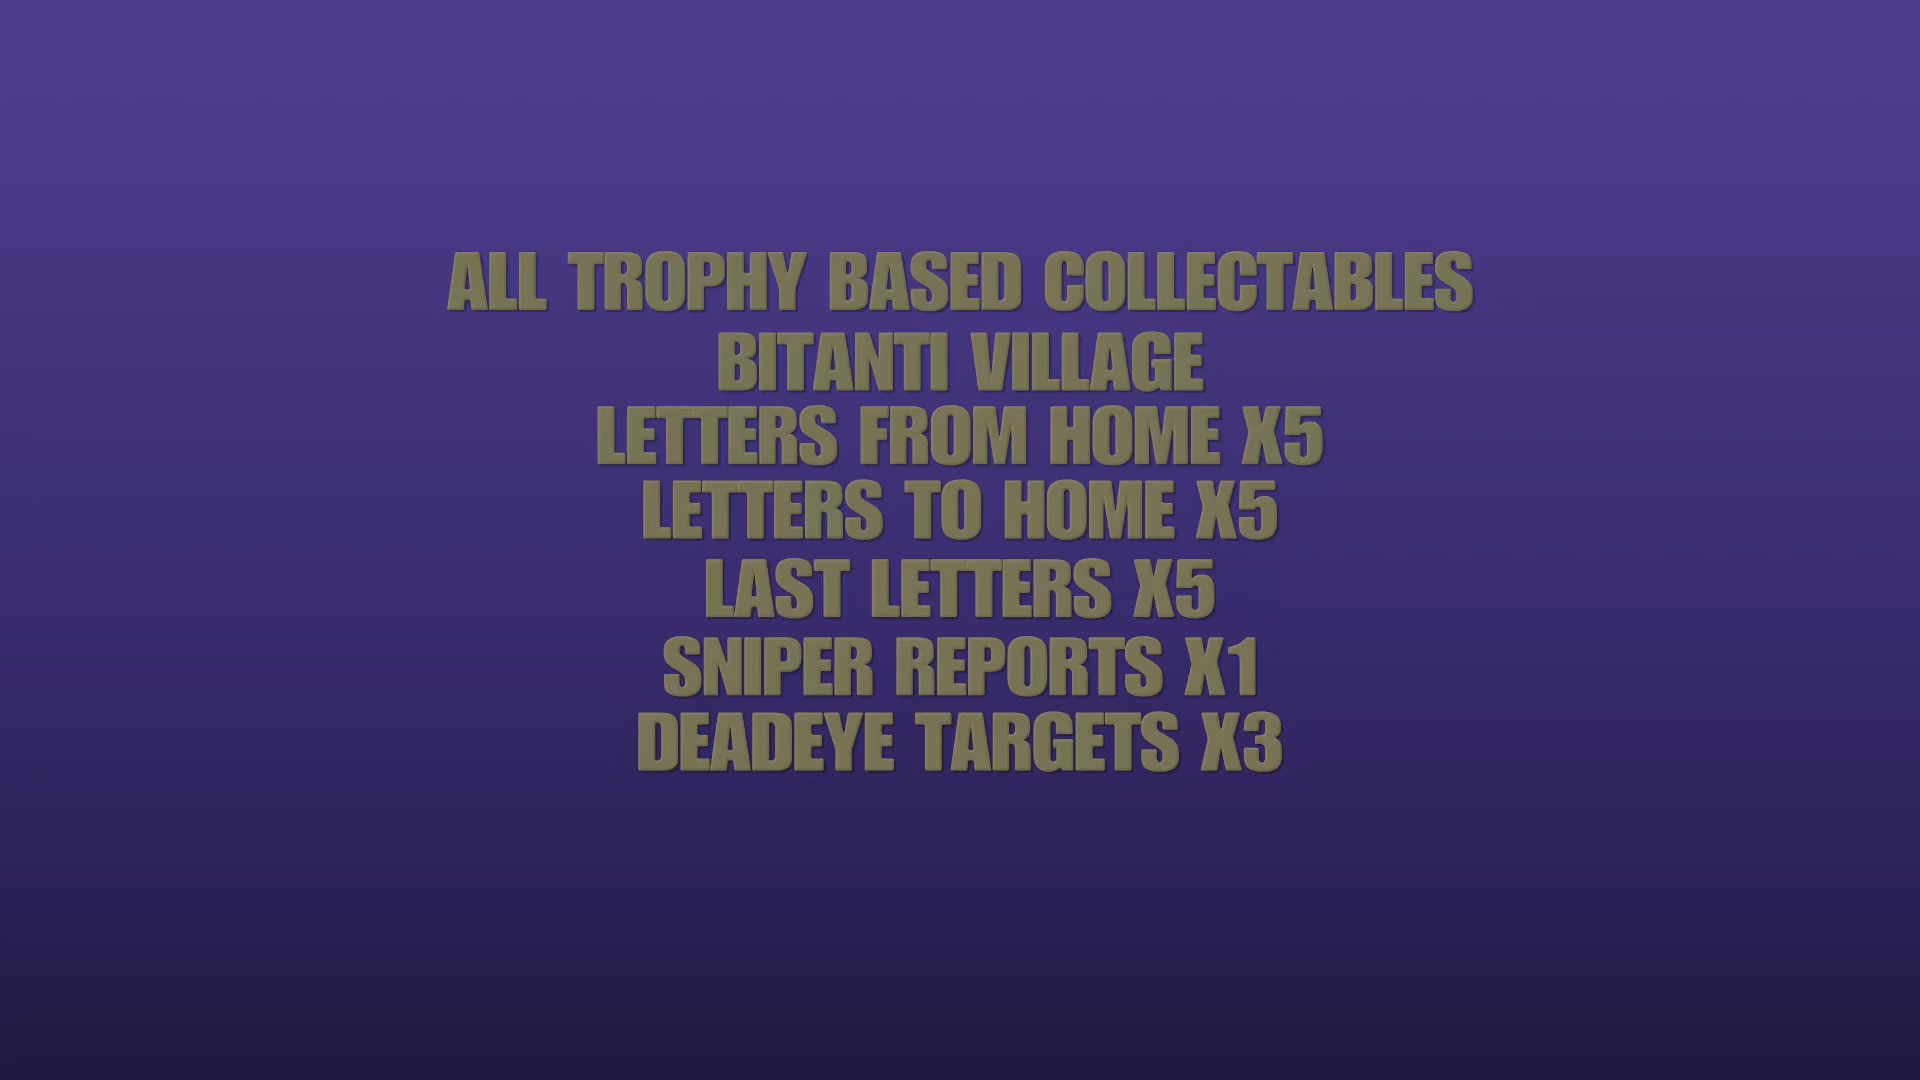 ALL TROPHY BASED COLLECTABLES
BITANTI VILLAGE
LETTERS FROM HOME X5
LETTERS TO HOME X5
LAST LETTERS X5
SNIPER REPORTS X1
DEADEYE TARGETS X3